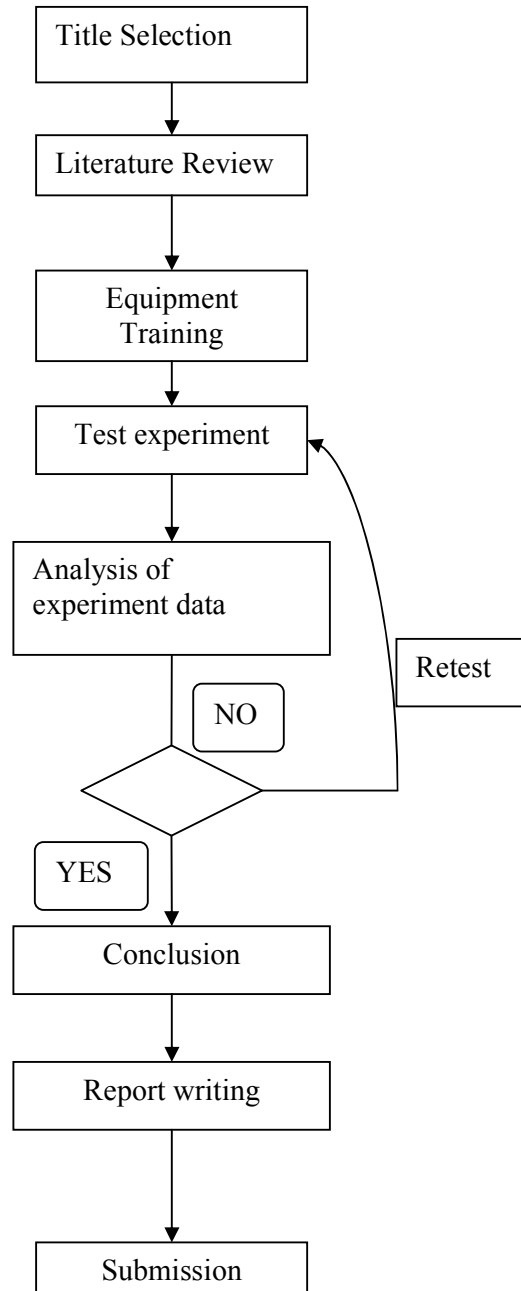 Title Selection
Literature Review
Equipment
Training
Test experiment
Analysis of
experiment data
Retest
NO
YES
Conclusion
Report writing
Submission